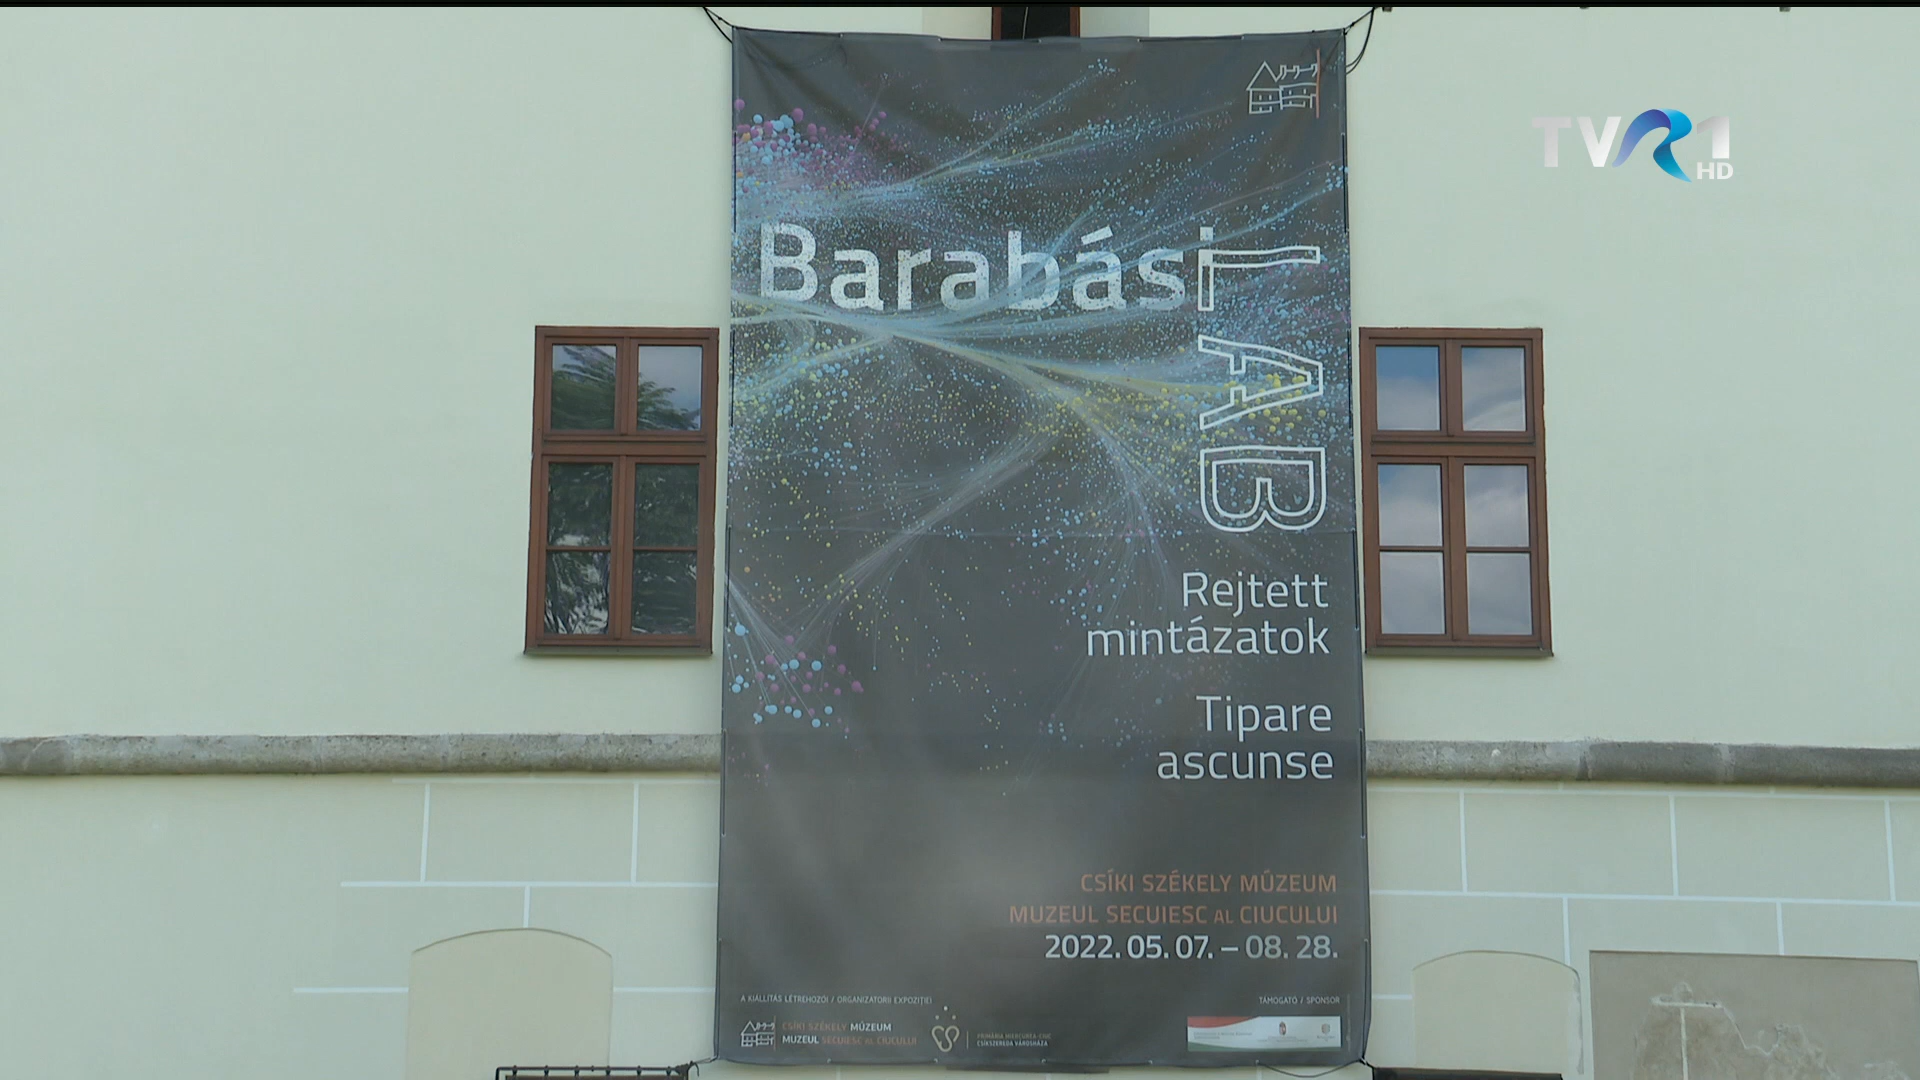 TVR1
HD
Barabási
LAB
Rejtett
mintázatok
Tipare
ascunse
CSÍKI SZÉKELY MÚZEUM
MUZEUL SECUIESC AL CIUCULUI
2022. 05. 07. – 08. 28.
A KIÁLLÍTÁS LÉTREHOZÓI / ORGANIZATORII EXPOZIȚIEI
TÁMOGATÓ / SPONSOR
CSÍKI SZÉKELY MÚZEUM
MUZEUL SECUIESC AL CIUCULUI
PRIMĂRIA MIERCUREA-CIUC
CSÍKSZEREDA VÁROSHÁZA